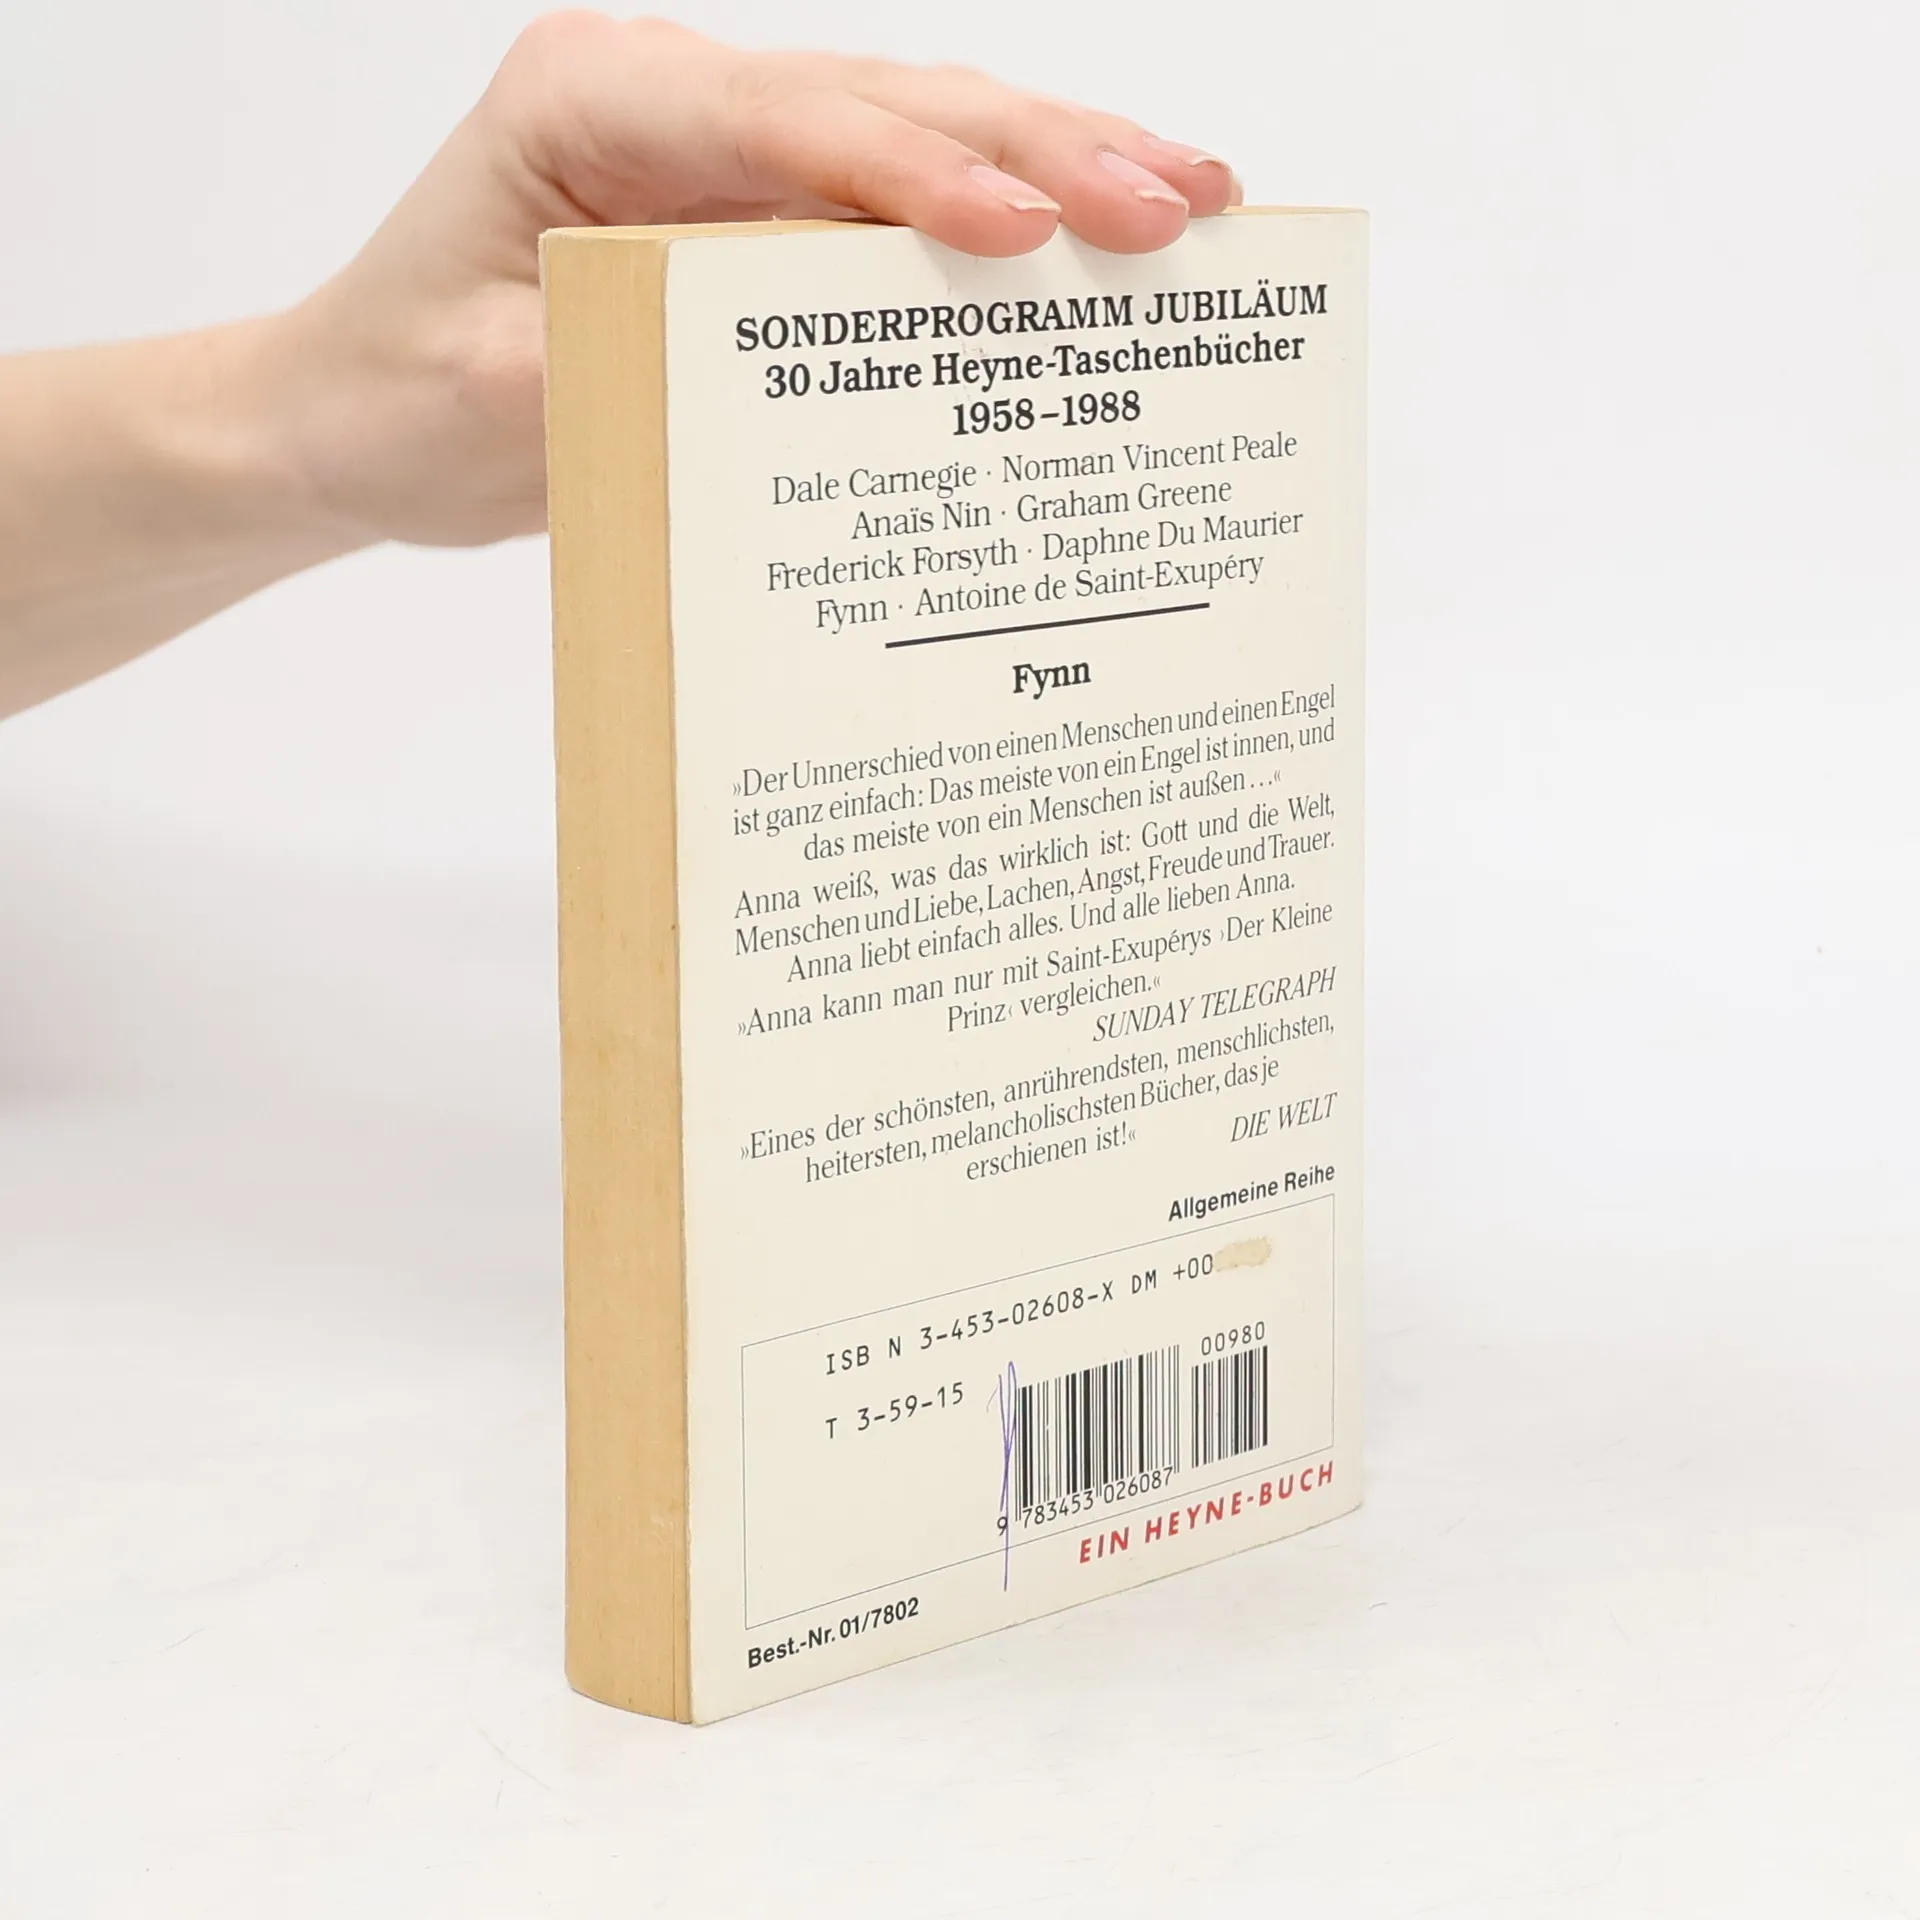 SONDERPROGRAMM JUBILÄUM
30 Jahre Heyne-Taschenbücher
1958–1988
Dale Carnegie · Norman Vincent Peale
Anaïs Nin · Graham Greene
Frederick Forsyth · Daphne Du Maurier
Fynn · Antoine de Saint-Exupéry
Fynn
»Der Unnerschied von einen Menschen und einen Engel
ist ganz einfach: Das meiste von ein Engel ist innen, und
das meiste von ein Menschen ist außen...«
Anna weiß, was das wirklich ist: Gott und die Welt,
Menschen und Liebe, Lachen, Angst, Freude und Trauer.
Anna liebt einfach alles. Und alle lieben Anna.
»Anna kann man nur mit Saint-Exupérys ›Der Kleine
Prinz‹ vergleichen.«
SUNDAY TELEGRAPH
»Eines der schönsten, anrührendsten, menschlichsten,
heitersten, melancholischsten Bücher, das je
erschienen ist!«
DIE WELT
Allgemeine Reihe
ISB N 3-453-02608-X DM +00
T 3-59-15
00980
9 783453 026087
EIN HEYNE-BUCH
Best.-Nr. 01/7802